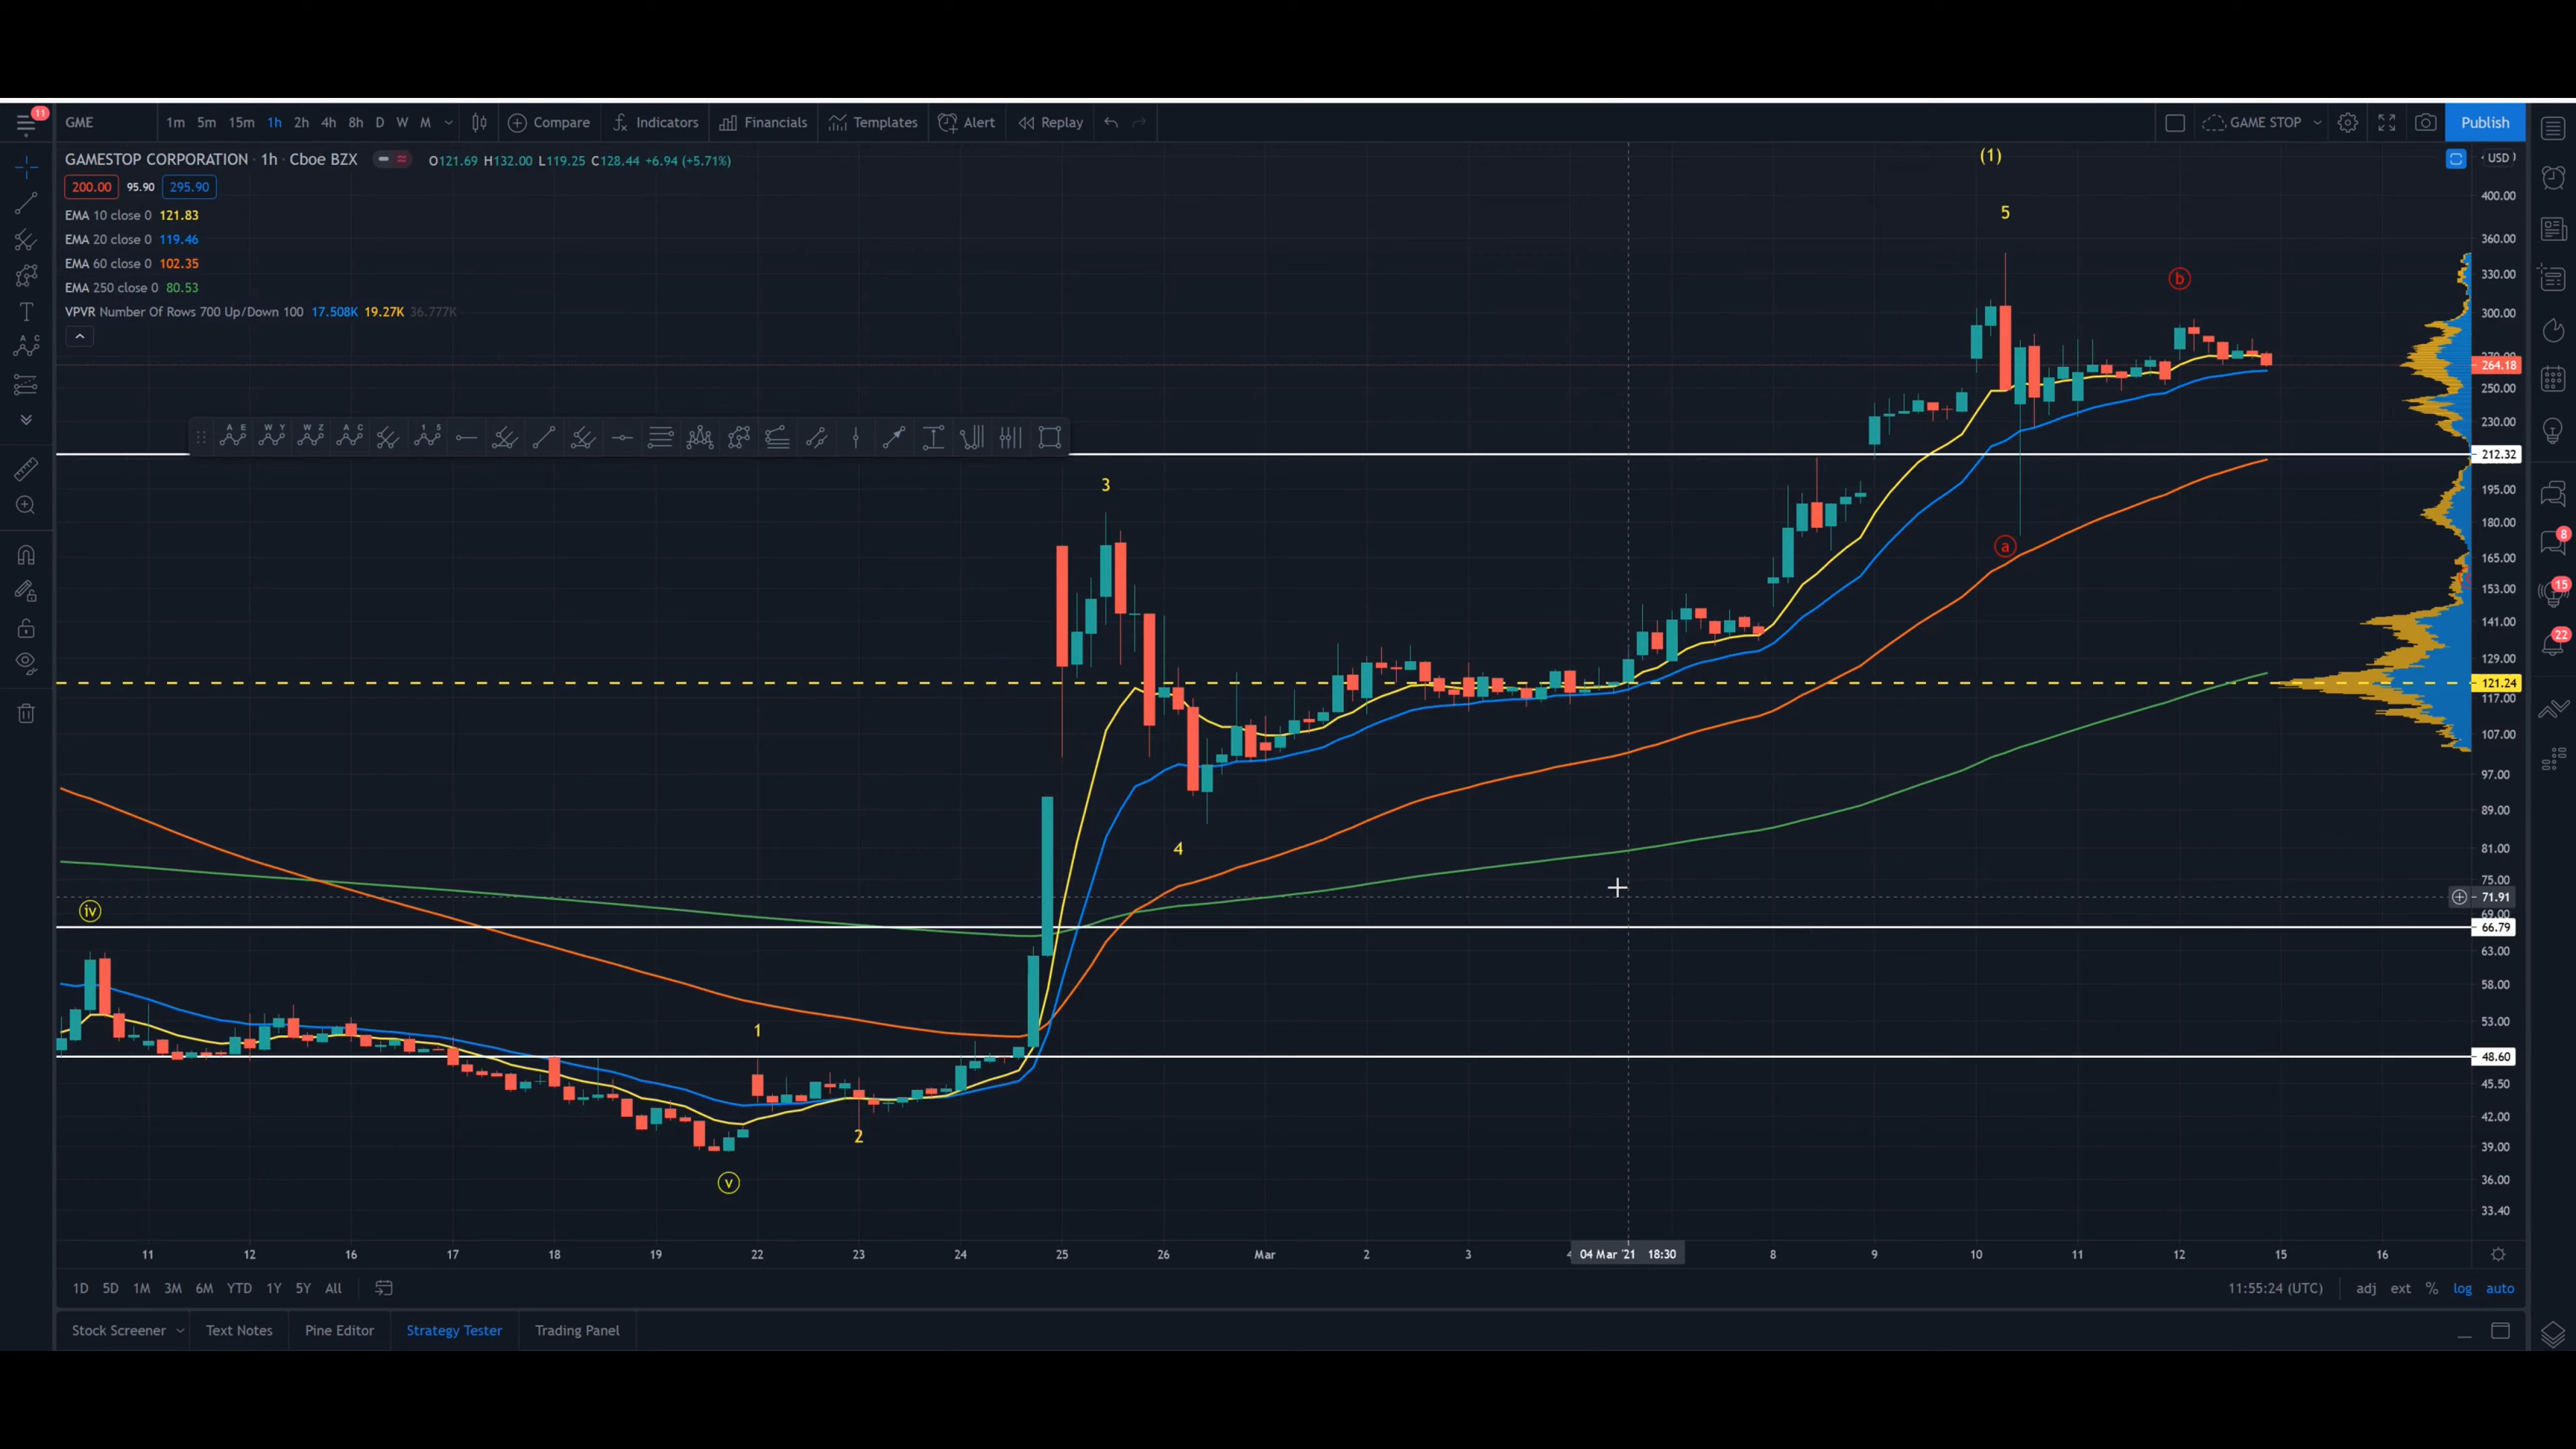 11
GME 1m 5m 15m 1h 2h 4h 8h D W M Compare Indicators Financials Templates Alert Replay GAME STOP Publish
GAMESTOP CORPORATION · 1h · Cboe BZX O121.69 H132.00 L119.25 C128.44 +6.94 (+5.71%)
200.00 95.90 295.90
EMA 10 close 0 121.83
EMA 20 close 0 119.46
EMA 60 close 0 102.35
EMA 250 close 0 80.53
VPVR Number Of Rows 700 Up/Down 100 17.508K 19.27K 36.777K
A E W Y W Z A C 1 5
A C
(1)
5
b
3
a
4
iv
1
2
v
USD
400.00
360.00
330.00
300.00
264.18
250.00
230.00
212.32
195.00
180.00
165.00
153.00
141.00
129.00
121.24
117.00
107.00
97.00
89.00
81.00
75.00
71.91
69.00
66.79
63.00
58.00
53.00
48.60
45.50
42.00
39.00
36.00
33.40
8
15
22
11 12 16 17 18 19 22 23 24 25 26 Mar 2 3 04 Mar '21 18:30 8 9 10 11 12 15 16
1D 5D 1M 3M 6M YTD 1Y 5Y All 11:55:24 (UTC) adj ext % log auto
Stock Screener Text Notes Pine Editor Strategy Tester Trading Panel